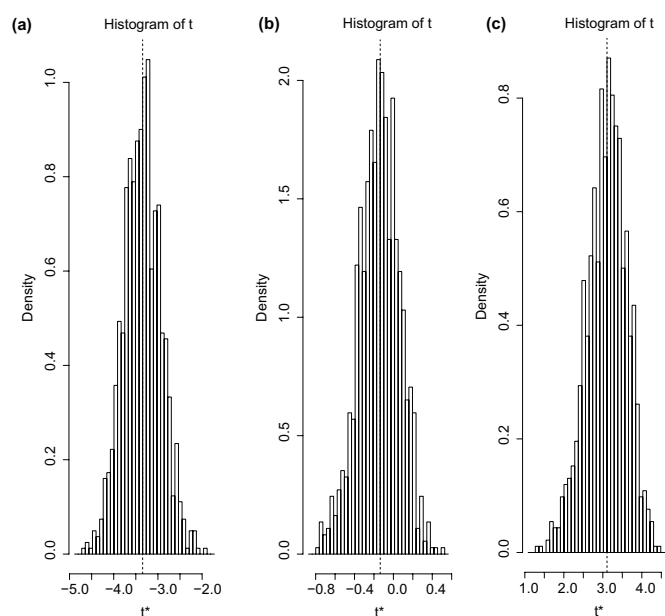 (a) Histogram of t
Density
0.0 0.2 0.4 0.6 0.8 1.0
−5.0 −4.0 −3.0 −2.0
t*
(b) Histogram of t
Density
0.0 0.5 1.0 1.5 2.0
−0.8 −0.4 0.0 0.4
t*
(c) Histogram of t
Density
0.0 0.2 0.4 0.6 0.8
1.0 2.0 3.0 4.0
t*